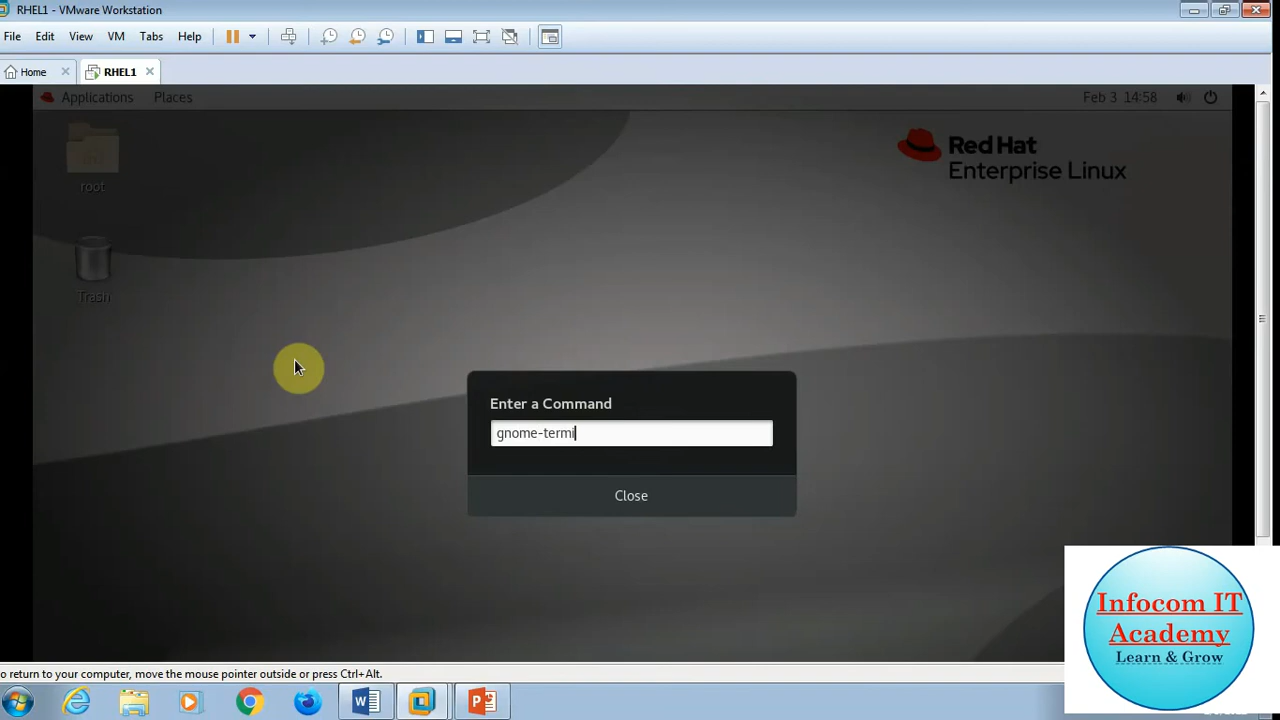 RHEL1 - VMware Workstation
File Edit View VM Tabs Help
Home RHEL1
Applications Places Feb 3 14:58
root
Trash
Red Hat
Enterprise Linux
Enter a Command
gnome-termi
Close
o return to your computer, move the mouse pointer outside or press Ctrl+Alt.
Infocom IT
Academy
Learn & Grow